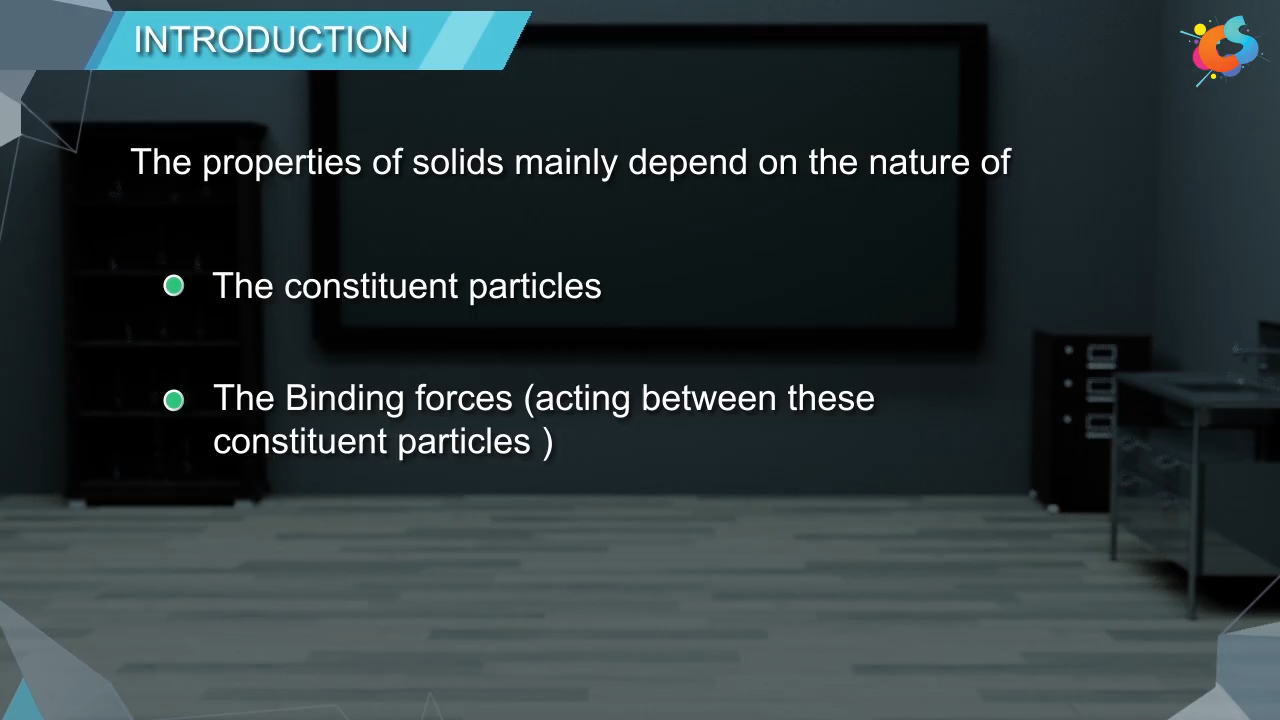 INTRODUCTION
The properties of solids mainly depend on the nature of
The constituent particles
The Binding forces (acting between these
constituent particles )